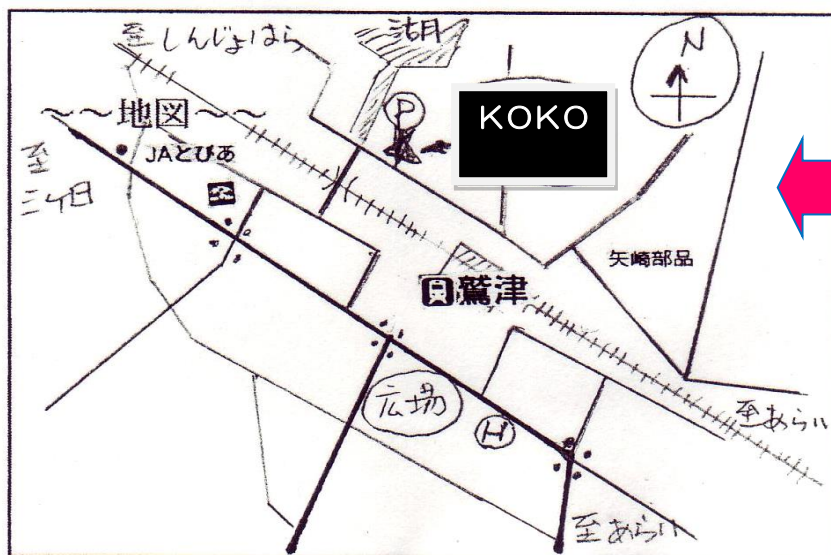 至しんじょはら
湖
N
P
KOKO
~~地図~~
JAとぴあ
至
三ケ日
矢崎部品
鷲津
広場
H
至あらい
至あらい